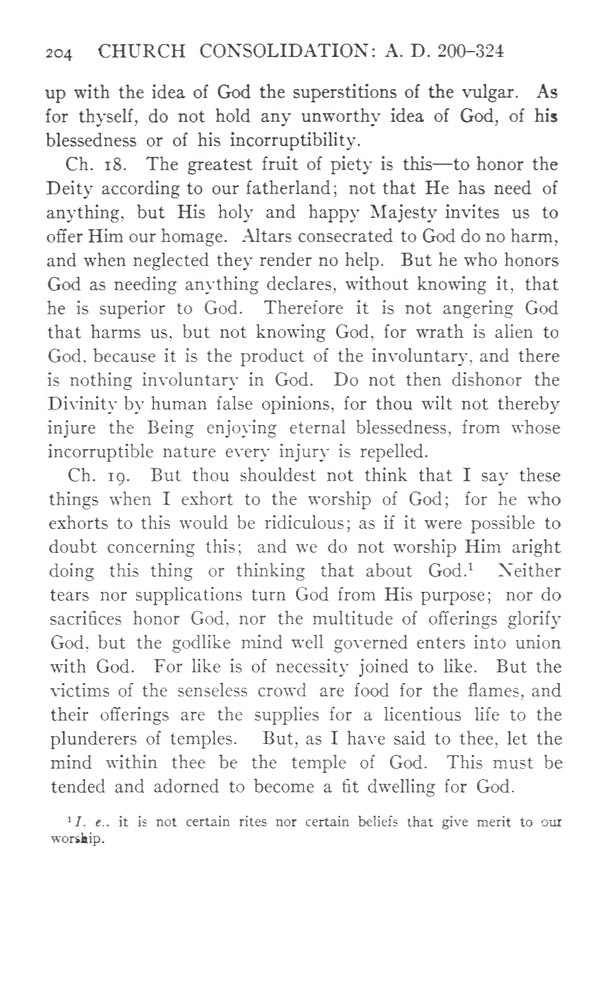 204 CHURCH CONSOLIDATION: A. D. 200–324
up with the idea of God the superstitions of the vulgar. As
for thyself, do not hold any unworthy idea of God, of his
blessedness or of his incorruptibility.
Ch. 18. The greatest fruit of piety is this—to honor the
Deity according to our fatherland; not that He has need of
anything, but His holy and happy Majesty invites us to
offer Him our homage. Altars consecrated to God do no harm,
and when neglected they render no help. But he who honors
God as needing anything declares, without knowing it, that
he is superior to God. Therefore it is not angering God
that harms us, but not knowing God, for wrath is alien to
God, because it is the product of the involuntary, and there
is nothing involuntary in God. Do not then dishonor the
Divinity by human false opinions, for thou wilt not thereby
injure the Being enjoying eternal blessedness, from whose
incorruptible nature every injury is repelled.
Ch. 19. But thou shouldest not think that I say these
things when I exhort to the worship of God; for he who
exhorts to this would be ridiculous; as if it were possible to
doubt concerning this; and we do not worship Him aright
doing this thing or thinking that about God.¹ Neither
tears nor supplications turn God from His purpose; nor do
sacrifices honor God, nor the multitude of offerings glorify
God, but the godlike mind well governed enters into union
with God. For like is of necessity joined to like. But the
victims of the senseless crowd are food for the flames, and
their offerings are the supplies for a licentious life to the
plunderers of temples. But, as I have said to thee, let the
mind within thee be the temple of God. This must be
tended and adorned to become a fit dwelling for God.
¹ I. e., it is not certain rites nor certain beliefs that give merit to our
worship.